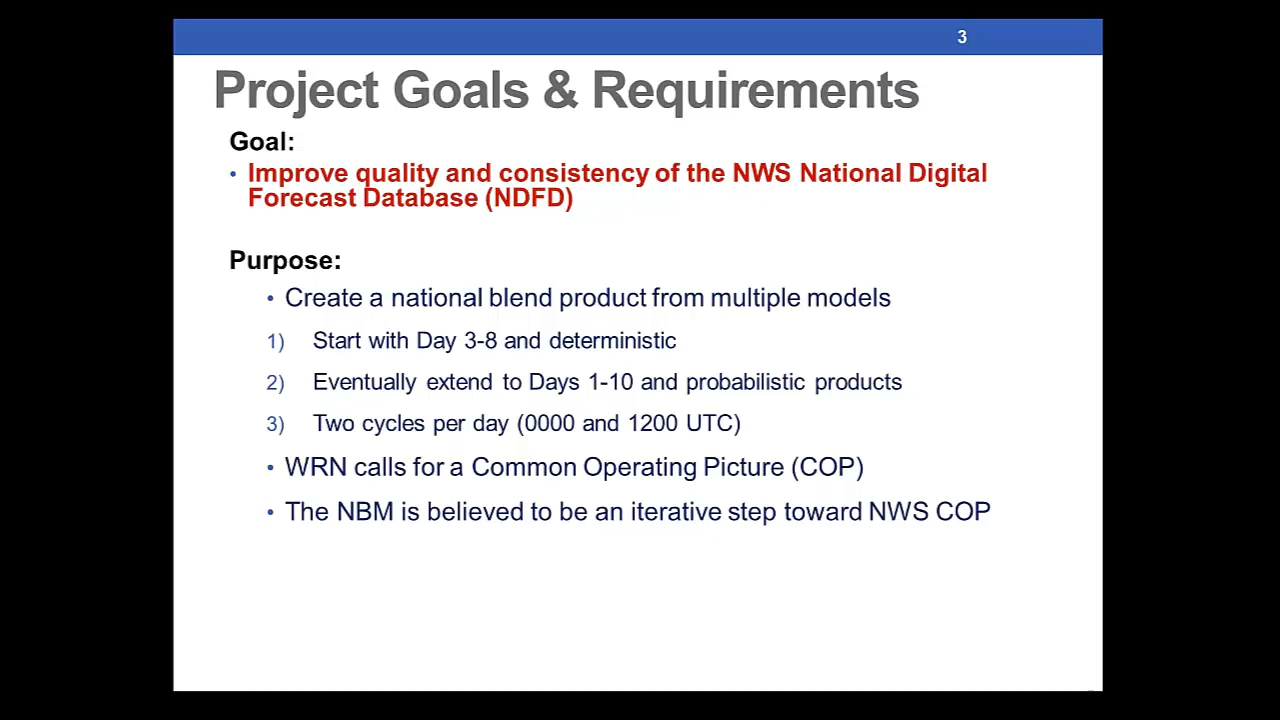 3
Project Goals & Requirements
Goal:
• Improve quality and consistency of the NWS National Digital
Forecast Database (NDFD)
Purpose:
• Create a national blend product from multiple models
1) Start with Day 3-8 and deterministic
2) Eventually extend to Days 1-10 and probabilistic products
3) Two cycles per day (0000 and 1200 UTC)
• WRN calls for a Common Operating Picture (COP)
• The NBM is believed to be an iterative step toward NWS COP